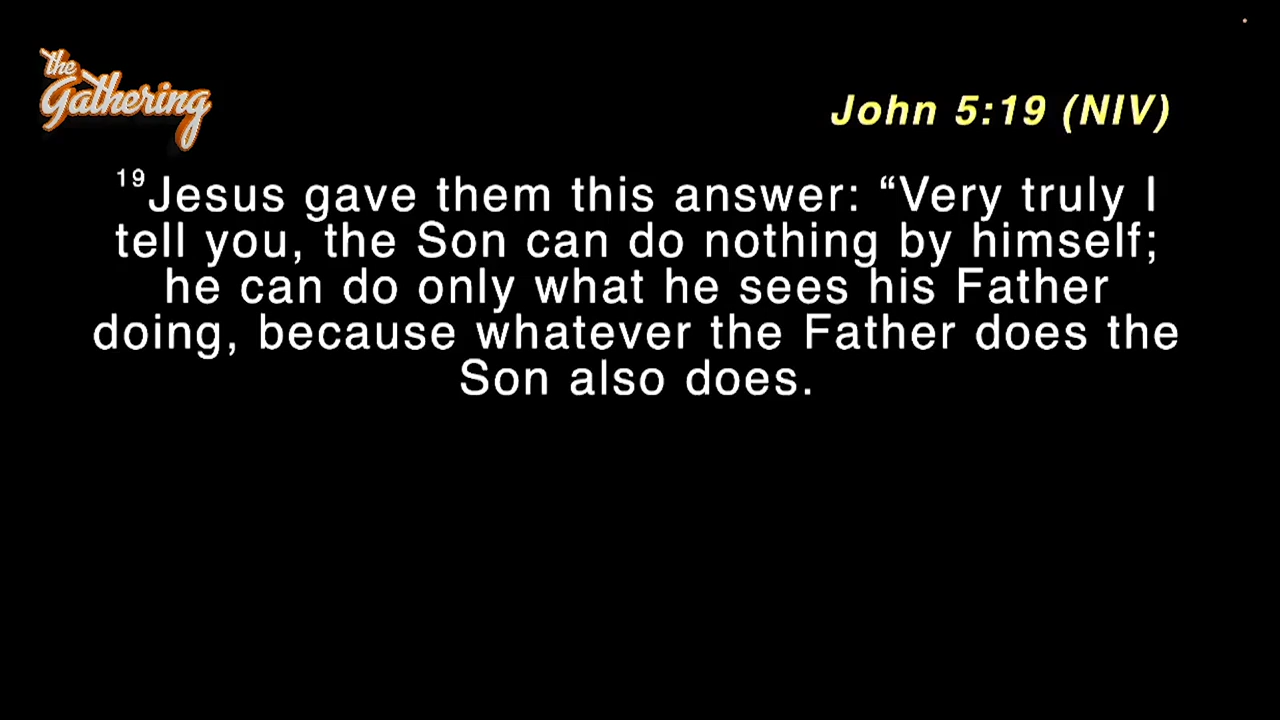 the
Gathering
John 5:19 (NIV)
19Jesus gave them this answer: “Very truly I
tell you, the Son can do nothing by himself;
he can do only what he sees his Father
doing, because whatever the Father does the
Son also does.